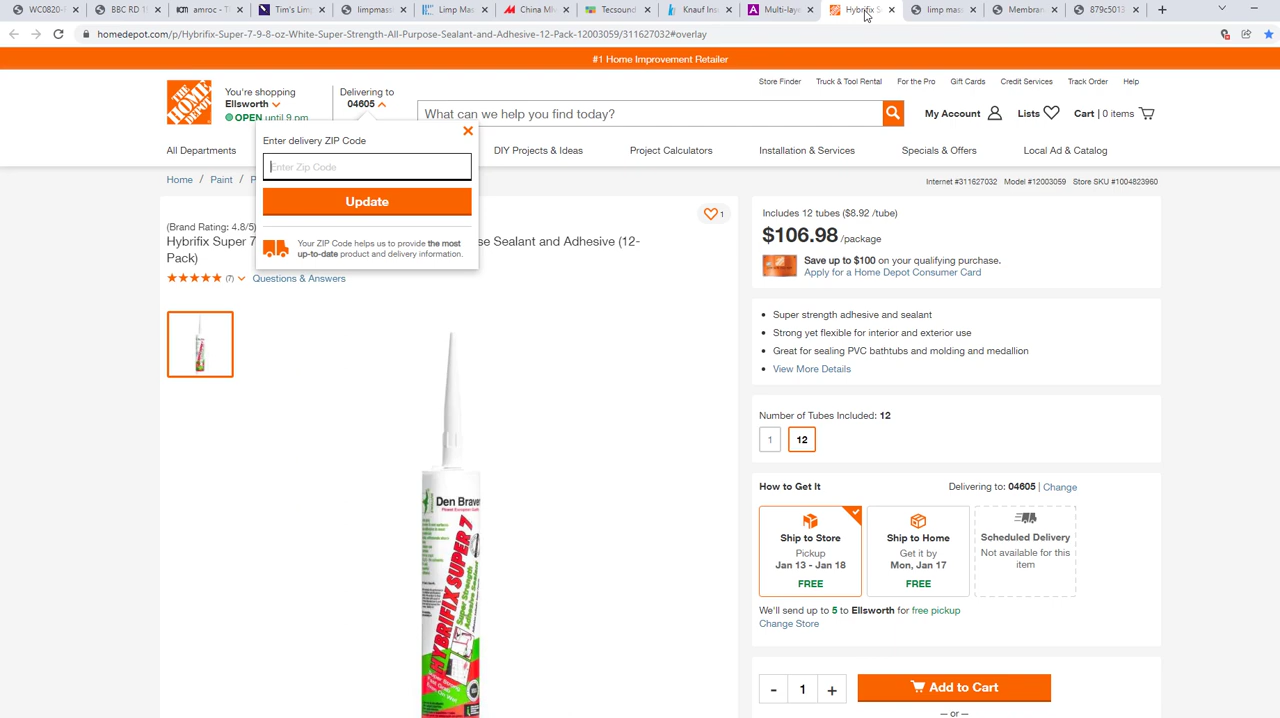 WC0820-
BBC RD 1
amroc - T
Tim's Lim
limpmass
Limp Ma
China Ml
Tecsound
Knauf Insu
Multi-lay
Hybrifix S
limp mas
Membran
879c5013
homedepot.com/p/Hybrifix-Super-7-9-8-oz-White-Super-Strength-All-Purpose-Sealant-and-Adhesive-12-Pack-12003059/311627032#overlay
#1 Home Improvement Retailer
Store Finder
Truck & Tool Rental
For the Pro
Gift Cards
Credit Services
Track Order
Help
THE HOME DEPOT
You're shopping
Ellsworth
OPEN until 9 pm
Delivering to
04605
What can we help you find today?
My Account
Lists
Cart | 0 items
All Departments
DIY Projects & Ideas
Project Calculators
Installation & Services
Specials & Offers
Local Ad & Catalog
Enter delivery ZIP Code
Enter Zip Code
Update
Your ZIP Code helps us to provide the most
up-to-date product and delivery information.
Home / Paint / P
Internet #311627032 Model #12003059 Store SKU #1004823960
(Brand Rating: 4.8/5)
Hybrifix Super 7
se Sealant and Adhesive (12-
Pack)
(7)
Questions & Answers
1
Den Braven
HYBRIFIX SUPER 7
Includes 12 tubes ($8.92 /tube)
$106.98 /package
Save up to $100 on your qualifying purchase.
Apply for a Home Depot Consumer Card
Super strength adhesive and sealant
Strong yet flexible for interior and exterior use
Great for sealing PVC bathtubs and molding and medallion
View More Details
Number of Tubes Included: 12
1
12
How to Get It
Delivering to: 04605 | Change
Ship to Store
Pickup
Jan 13 - Jan 18
FREE
Ship to Home
Get it by
Mon, Jan 17
FREE
Scheduled Delivery
Not available for this
item
We'll send up to 5 to Ellsworth for free pickup
Change Store
- 1 +
Add to Cart
— or —